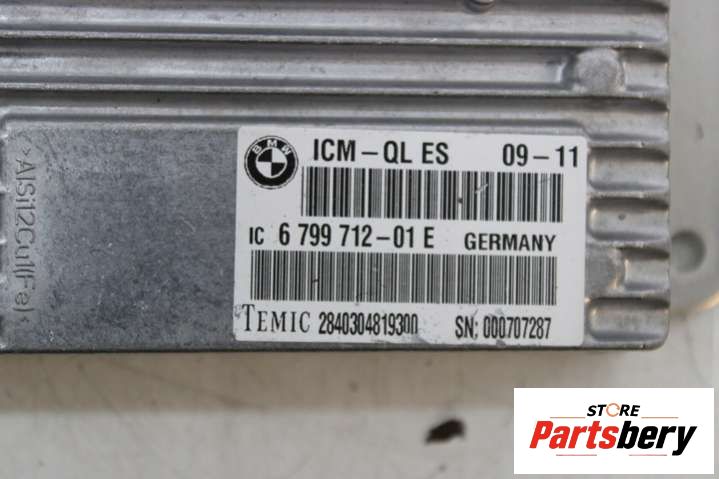 >AlSi12Cu1(Fe)<
BMW
ICM-QL ES 09-11
IC 6 799 712-01 E GERMANY
TEMIC 2840304819300 SN: 000707287
STORE
Partsbery